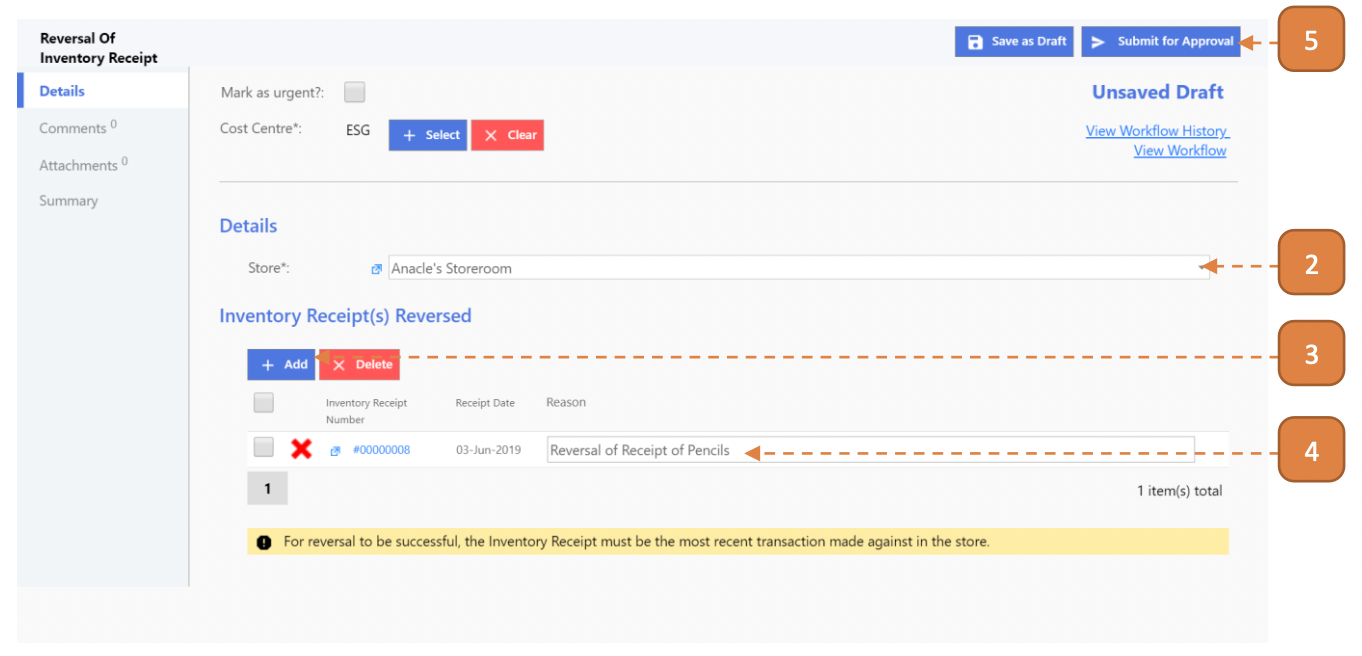 Reversal Of
Inventory Receipt
Save as Draft
Submit for Approval
5
Details
Comments 0
Attachments 0
Summary
Mark as urgent?:
Unsaved Draft
Cost Centre*: ESG + Select × Clear
View Workflow History
View Workflow
Details
Store*: Anacle's Storeroom
2
Inventory Receipt(s) Reversed
+ Add × Delete
3
Inventory Receipt
Number
Receipt Date
Reason
#00000008 03-Jun-2019 Reversal of Receipt of Pencils
4
1
1 item(s) total
For reversal to be successful, the Inventory Receipt must be the most recent transaction made against in the store.